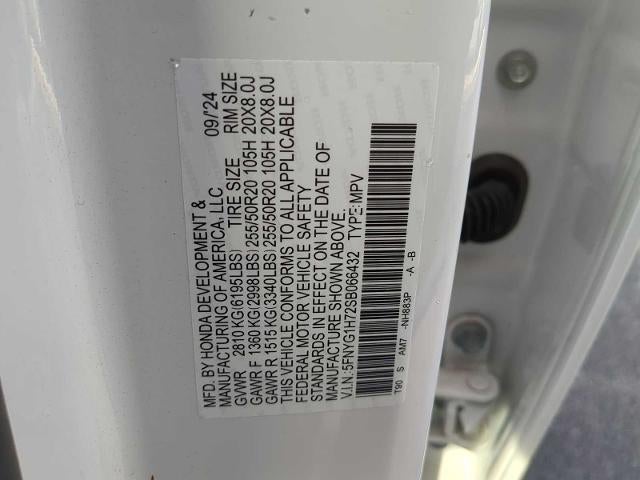 MFD. BY HONDA DEVELOPMENT &
MANUFACTURING OF AMERICA, LLC 09/'24
TIRE SIZE RIM SIZE
GVWR 2810 KG(6195LBS)
GAWR F 1360 KG(2998LBS)255/50R20 105H 20X8.0J
GAWR R 1515 KG(3340LBS)255/50R20 105H 20X8.0J
THIS VEHICLE CONFORMS TO ALL APPLICABLE
FEDERAL MOTOR VEHICLE SAFETY
STANDARDS IN EFFECT ON THE DATE OF
MANUFACTURE SHOWN ABOVE.
V.I.N.:5FNYG1H72SB066432 TYPE:MPV
T90 S AM7 -NH883P -A -B